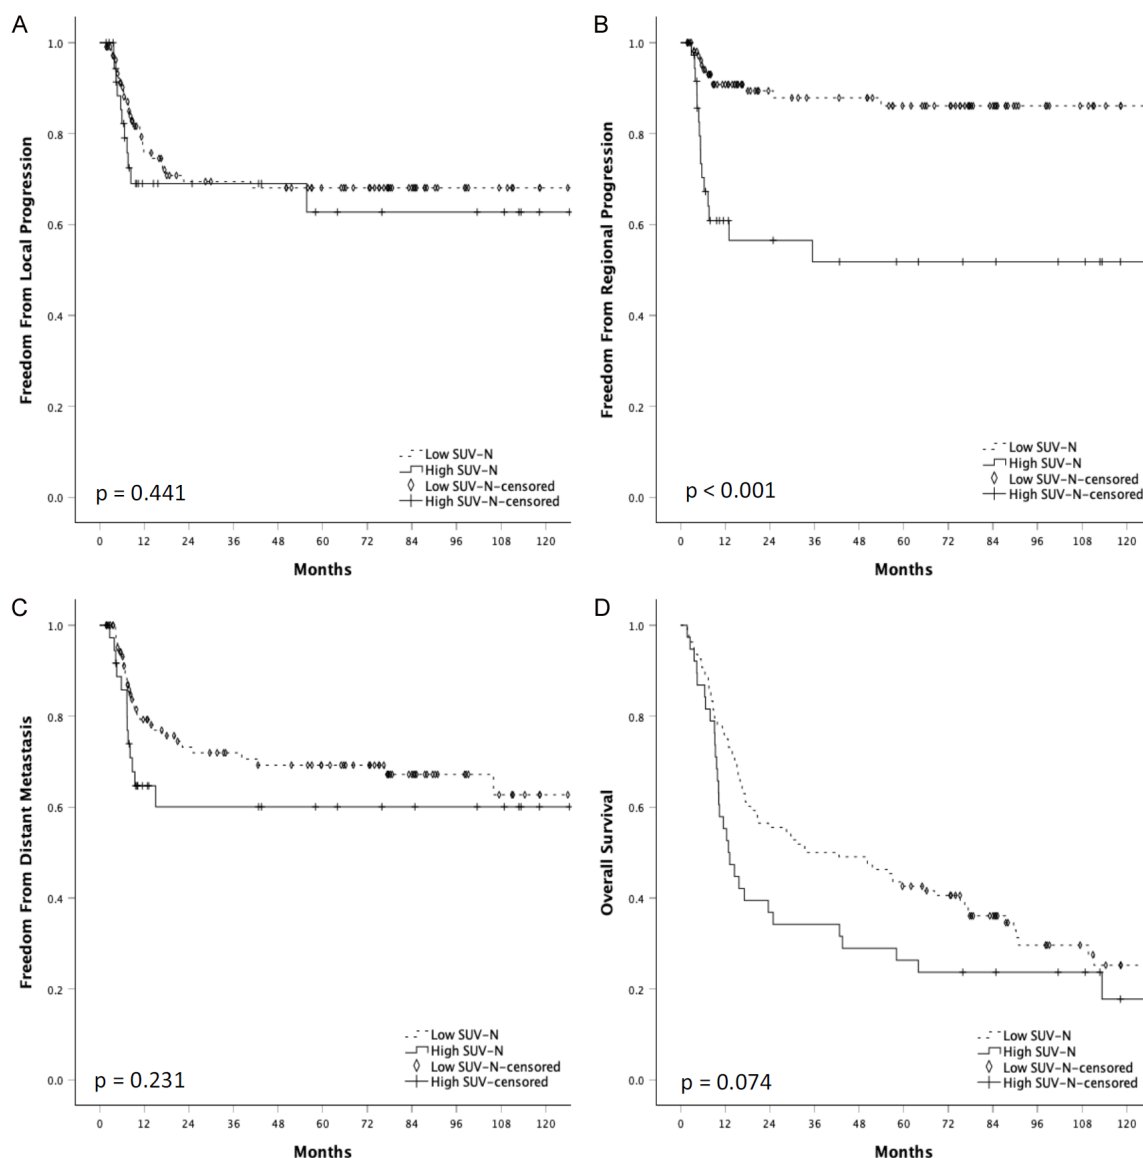 A
Freedom From Local Progression
1.0
0.8
0.6
0.4
0.2
0.0
Low SUV-N
High SUV-N
Low SUV-N-censored
High SUV-N-censored
p = 0.441
0 12 24 36 48 60 72 84 96 108 120
Months
B
Freedom From Regional Progression
1.0
0.8
0.6
0.4
0.2
0.0
Low SUV-N
High SUV-N
Low SUV-N-censored
High SUV-N-censored
p < 0.001
0 12 24 36 48 60 72 84 96 108 120
Months
C
Freedom From Distant Metastasis
1.0
0.8
0.6
0.4
0.2
0.0
Low SUV-N
High SUV-N
Low SUV-N-censored
High SUV-censored
p = 0.231
0 12 24 36 48 60 72 84 96 108 120
Months
D
Overall Survival
1.0
0.8
0.6
0.4
0.2
0.0
Low SUV-N
High SUV-N
Low SUV-N-censored
High SUV-N-censored
p = 0.074
0 12 24 36 48 60 72 84 96 108 120
Months